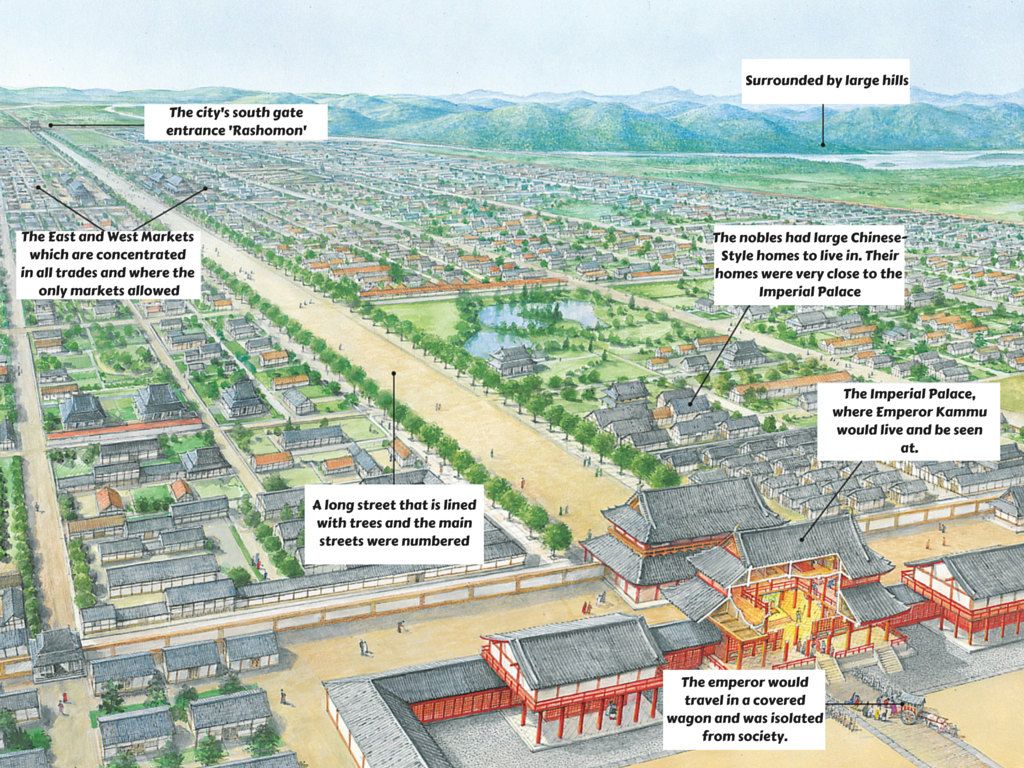 Surrounded by large hills
The city's south gate
entrance 'Rashomon'
The East and West Markets
which are concentrated
in all trades and where the
only markets allowed
The nobles had large Chinese-
Style homes to live in. Their
homes were very close to the
Imperial Palace
The Imperial Palace,
where Emperor Kammu
would live and be seen
at.
A long street that is lined
with trees and the main
streets were numbered
The emperor would
travel in a covered
wagon and was isolated
from society.